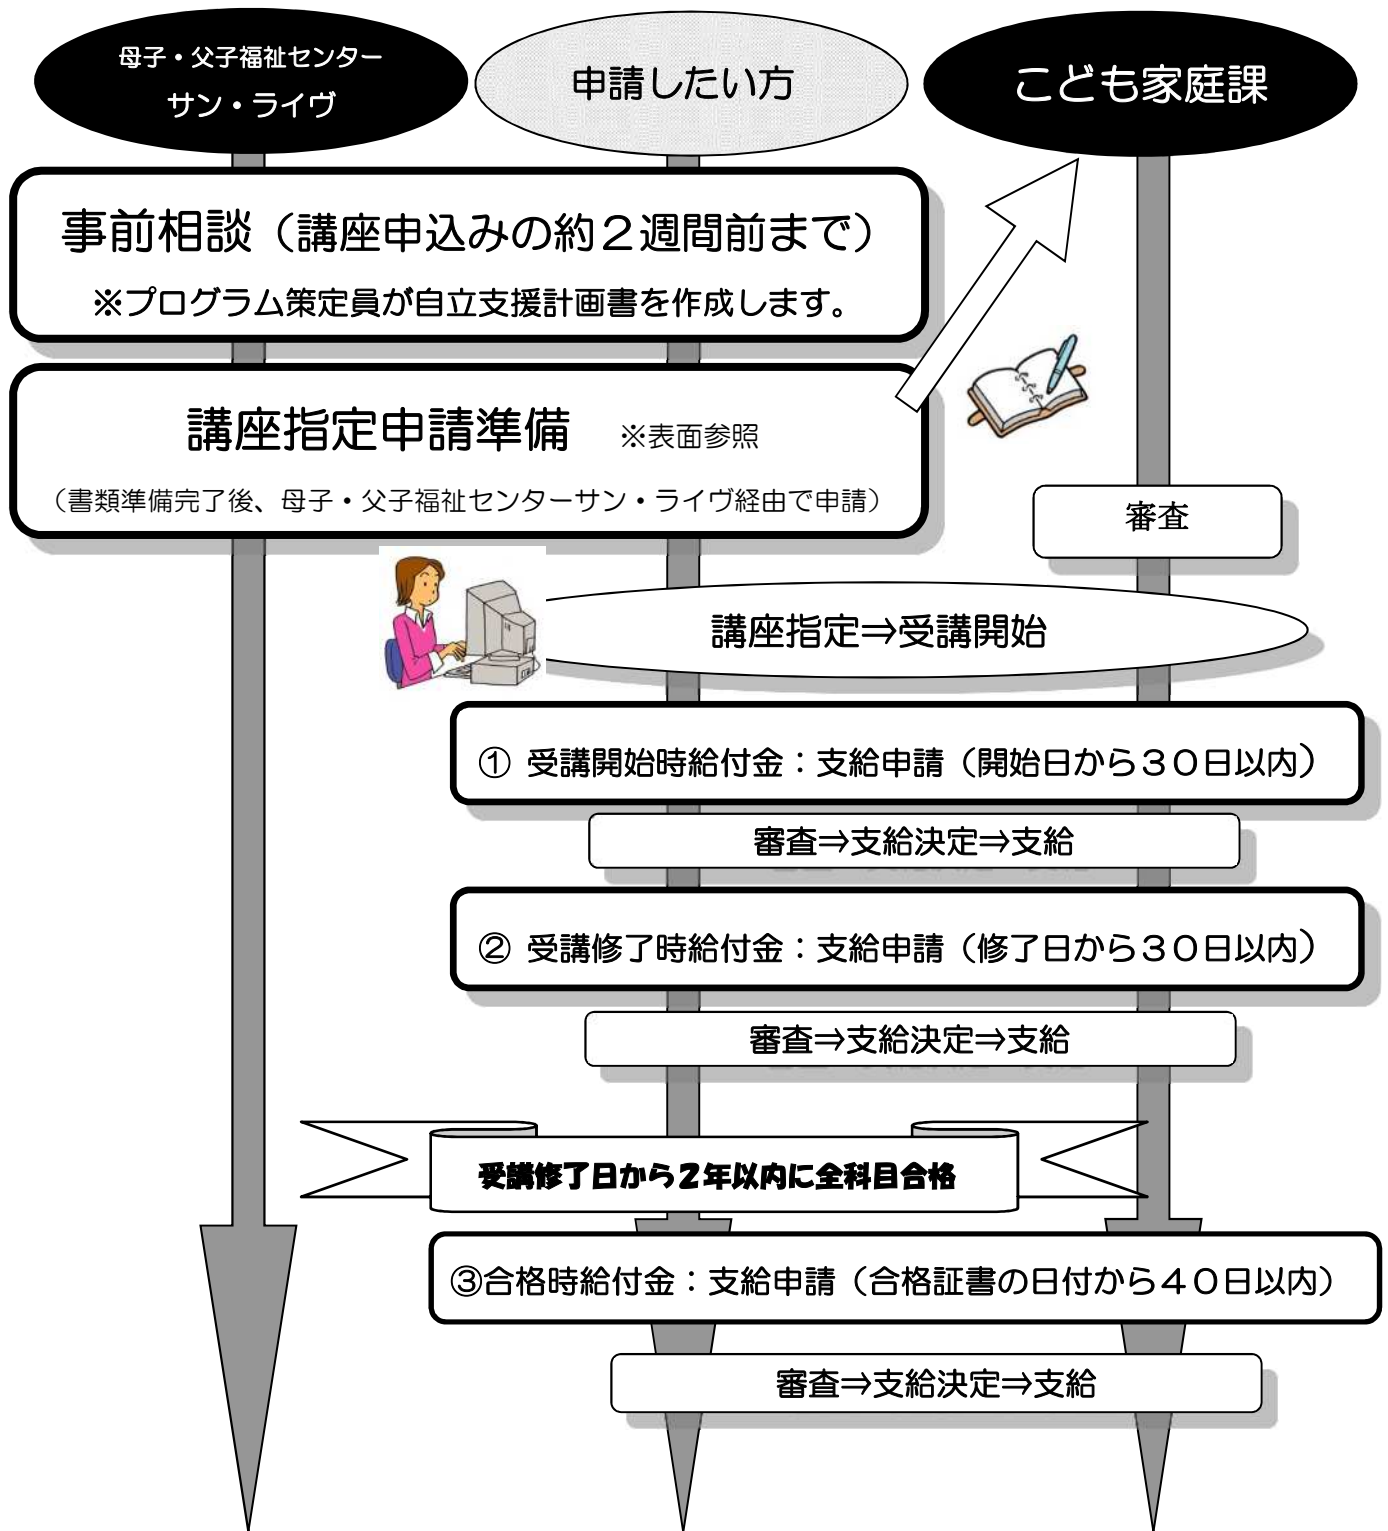 母子・父子福祉センター
サン・ライヴ
申請したい方
こども家庭課
事前相談（講座申込みの約２週間前まで）
※プログラム策定員が自立支援計画書を作成します。
講座指定申請準備　※表面参照
（書類準備完了後、母子・父子福祉センターサン・ライヴ経由で申請）
審査
講座指定⇒受講開始
① 受講開始時給付金：支給申請（開始日から３０日以内）
審査⇒支給決定⇒支給
② 受講修了時給付金：支給申請（修了日から３０日以内）
審査⇒支給決定⇒支給
受講修了日から２年以内に全科目合格
③合格時給付金：支給申請（合格証書の日付から４０日以内）
審査⇒支給決定⇒支給